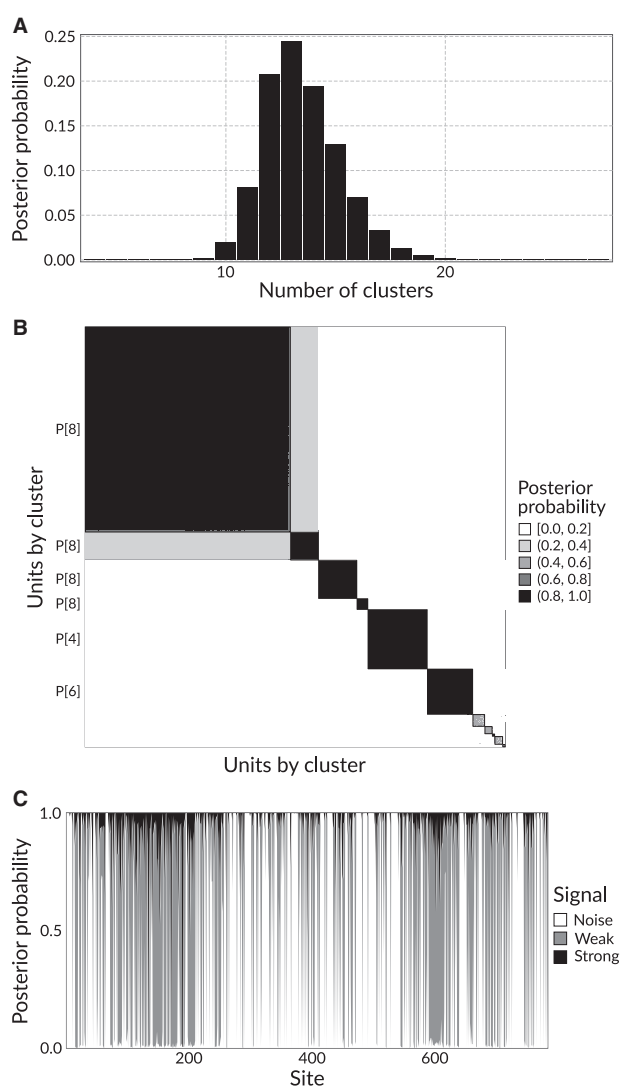 A
Posterior probability
0.25
0.20
0.15
0.10
0.05
0.00
10
20
Number of clusters
B
Units by cluster
P[8]
P[8]
P[8]
P[8]
P[4]
P[6]
Units by cluster
Posterior
probability
[0.0, 0.2]
(0.2, 0.4]
(0.4, 0.6]
(0.6, 0.8]
(0.8, 1.0]
C
Posterior probability
1.0
0.5
0.0
200
400
600
Site
Signal
Noise
Weak
Strong